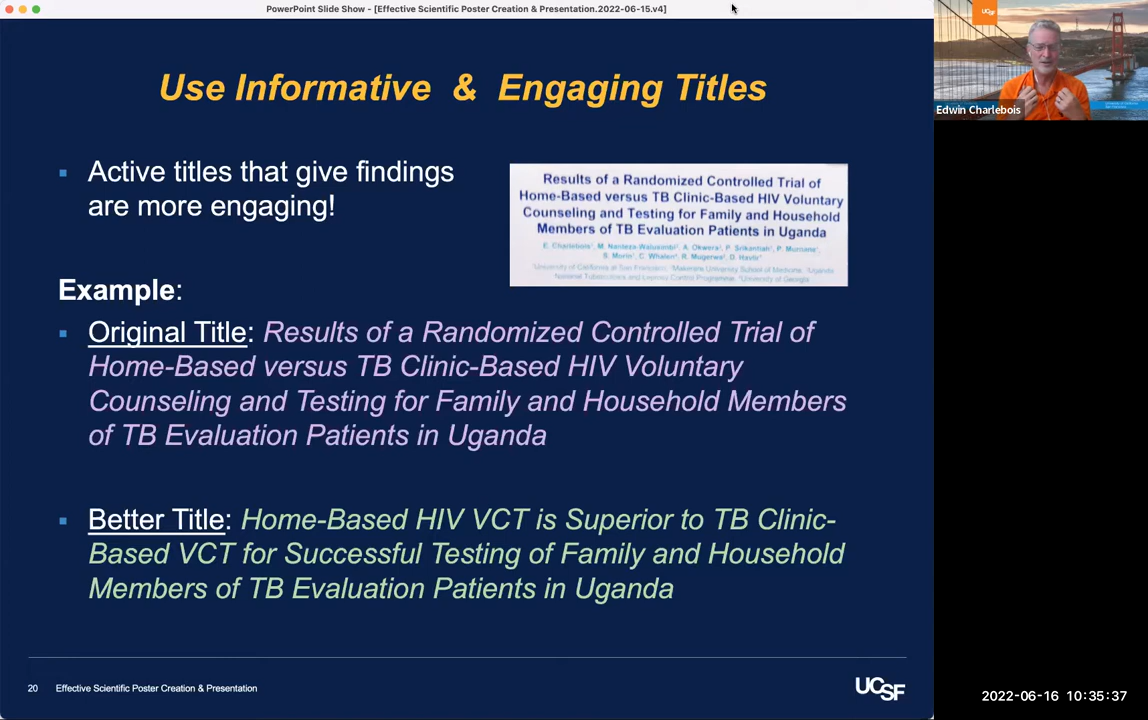 PowerPoint Slide Show - [Effective Scientific Poster Creation & Presentation.2022-06-15.v4]
UCSF
Edwin Charlebois
Use Informative & Engaging Titles
Active titles that give findings
are more engaging!
Results of a Randomized Controlled Trial of
Home-Based versus TB Clinic-Based HIV Voluntary
Counseling and Testing for Family and Household
Members of TB Evaluation Patients in Uganda
Example:
Original Title: Results of a Randomized Controlled Trial of
Home-Based versus TB Clinic-Based HIV Voluntary
Counseling and Testing for Family and Household Members
of TB Evaluation Patients in Uganda
Better Title: Home-Based HIV VCT is Superior to TB Clinic-
Based VCT for Successful Testing of Family and Household
Members of TB Evaluation Patients in Uganda
20 Effective Scientific Poster Creation & Presentation
UCSF
2022-06-16 10:35:37